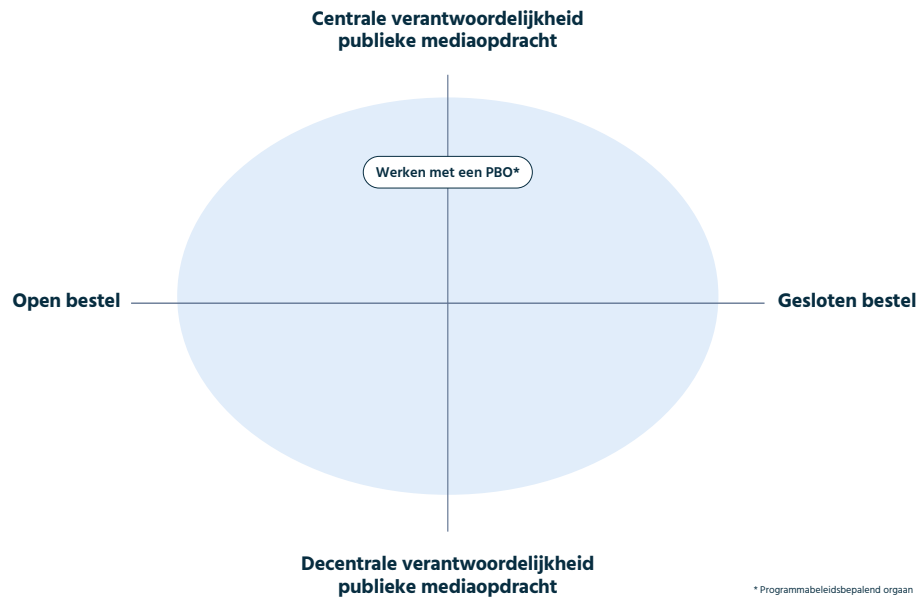 Centrale verantwoordelijkheid
publieke mediaopdracht
Werken met een PBO*
Open bestel
Gesloten bestel
Decentrale verantwoordelijkheid
publieke mediaopdracht
* Programmabeleidsbepalend orgaan